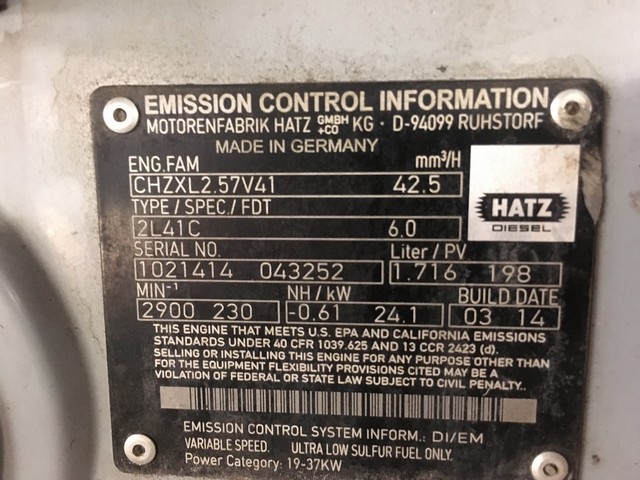 EMISSION CONTROL INFORMATION
MOTORENFABRIK HATZ GMBH +CO KG · D-94099 RUHSTORF
MADE IN GERMANY
ENG.FAM mm³/H
CHZXL2.57V41 42.5
TYPE / SPEC./ FDT
2L41C 6.0
HATZ
DIESEL
SERIAL NO. Liter / PV
1021414 043252 1.716 198
MIN⁻¹ NH / kW BUILD DATE
2900 230 -0.61 24.1 03 14
THIS ENGINE THAT MEETS U.S. EPA AND CALIFORNIA EMISSIONS
STANDARDS UNDER 40 CFR 1039.625 AND 13 CCR 2423 (d).
SELLING OR INSTALLING THIS ENGINE FOR ANY PURPOSE OTHER THAN
FOR THE EQUIPMENT FLEXIBILITY PROVISIONS CITED MAY BE A
VIOLATION OF FEDERAL OR STATE LAW SUBJECT TO CIVIL PENALTY..
EMISSION CONTROL SYSTEM INFORM.: DI/EM
VARIABLE SPEED. ULTRA LOW SULFUR FUEL ONLY.
Power Category: 19-37KW